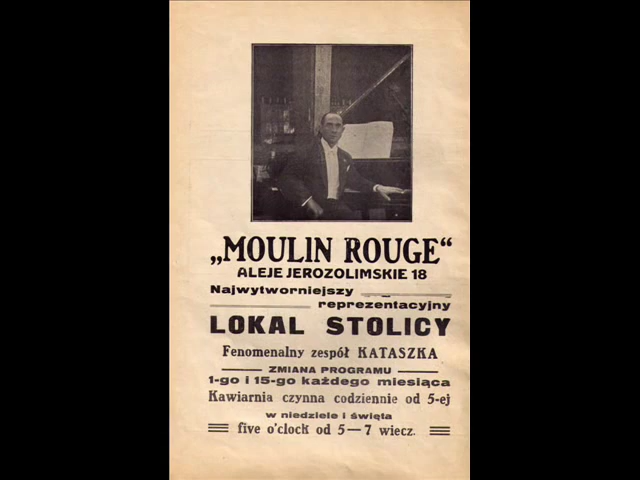 „MOULIN ROUGE“
ALEJE JEROZOLIMSKIE 18
Najwytworniejszy
reprezentacyjny
LOKAL STOLICY
Fenomenalny zespół KATASZKA
ZMIANA PROGRAMU
1-go i 15-go każdego miesiąca
Kawiarnia czynna codziennie od 5-ej
w niedziele i święta
five o'clock od 5—7 wiecz.